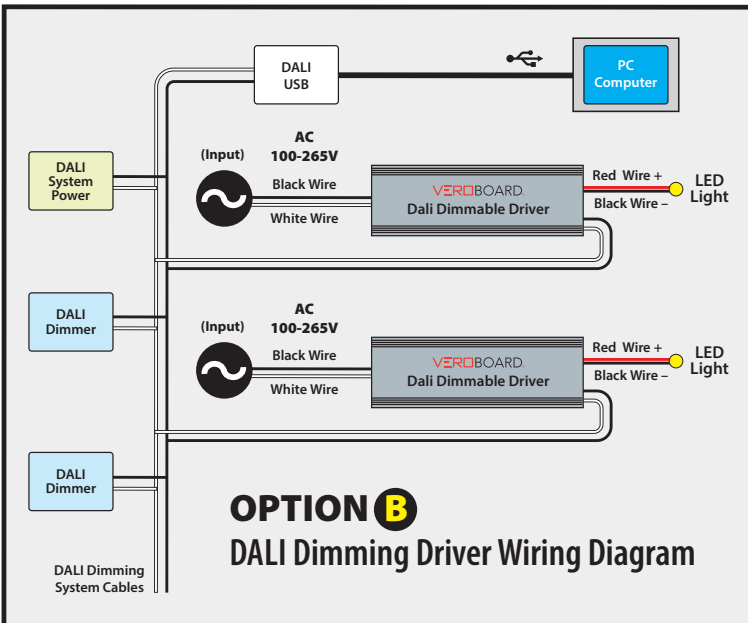 DALI
USB
PC
Computer
DALI
System
Power
(Input)
AC
100-265V
Black Wire
White Wire
VEROBOARD.
Dali Dimmable Driver
Red Wire +
Black Wire –
LED
Light
DALI
Dimmer
(Input)
AC
100-265V
Black Wire
White Wire
VEROBOARD.
Dali Dimmable Driver
Red Wire +
Black Wire –
LED
Light
DALI
Dimmer
OPTION B
DALI Dimming Driver Wiring Diagram
DALI Dimming
System Cables